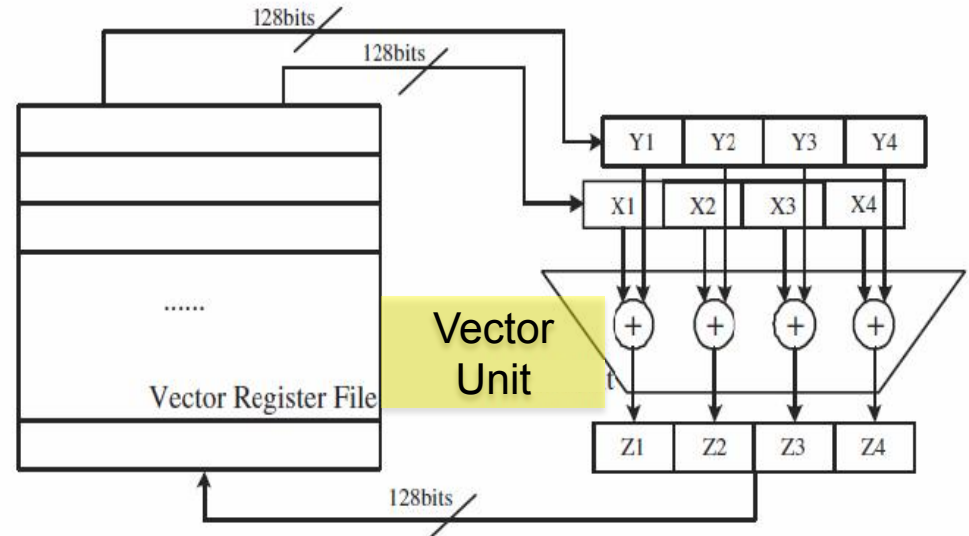 128bits
128bits
Y1 Y2 Y3 Y4
X1 X2 X3 X4
......
+ + + +
Vector
Unit
t
Vector Register File
Z1 Z2 Z3 Z4
128bits